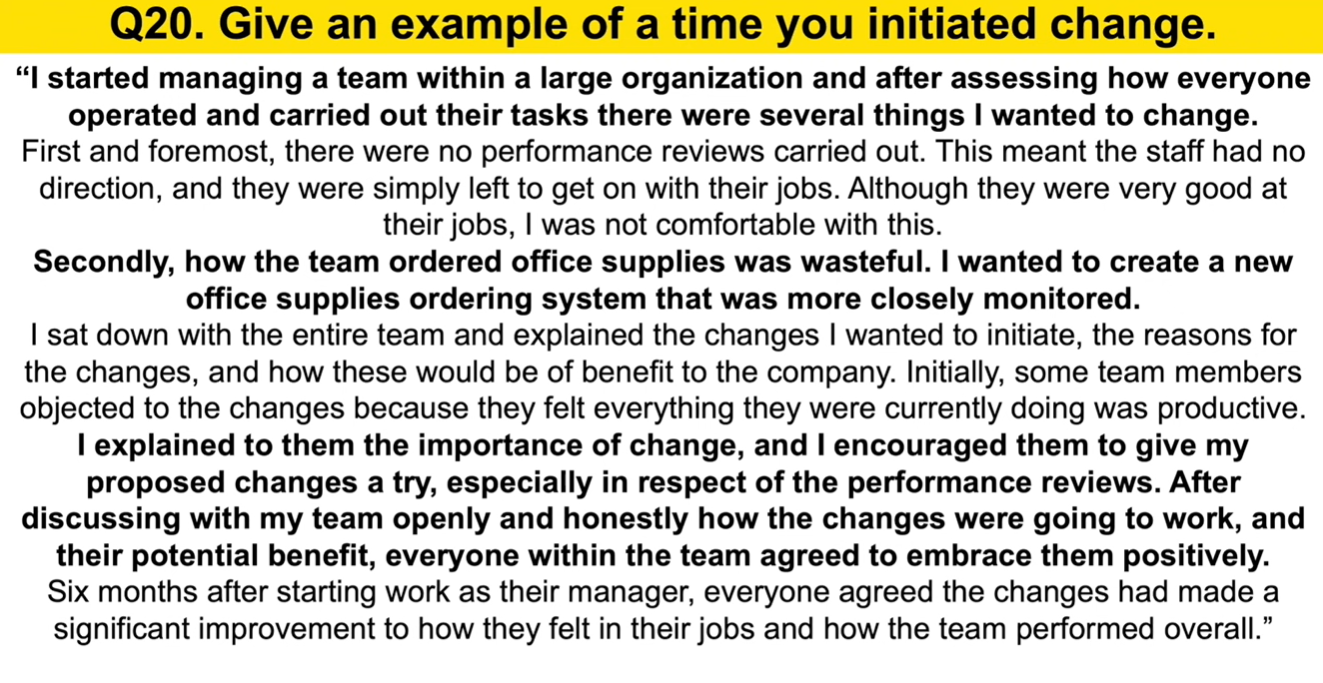 Q20. Give an example of a time you initiated change.
“I started managing a team within a large organization and after assessing how everyone
operated and carried out their tasks there were several things I wanted to change.
First and foremost, there were no performance reviews carried out. This meant the staff had no
direction, and they were simply left to get on with their jobs. Although they were very good at
their jobs, I was not comfortable with this.
Secondly, how the team ordered office supplies was wasteful. I wanted to create a new
office supplies ordering system that was more closely monitored.
I sat down with the entire team and explained the changes I wanted to initiate, the reasons for
the changes, and how these would be of benefit to the company. Initially, some team members
objected to the changes because they felt everything they were currently doing was productive.
I explained to them the importance of change, and I encouraged them to give my
proposed changes a try, especially in respect of the performance reviews. After
discussing with my team openly and honestly how the changes were going to work, and
their potential benefit, everyone within the team agreed to embrace them positively.
Six months after starting work as their manager, everyone agreed the changes had made a
significant improvement to how they felt in their jobs and how the team performed overall.”